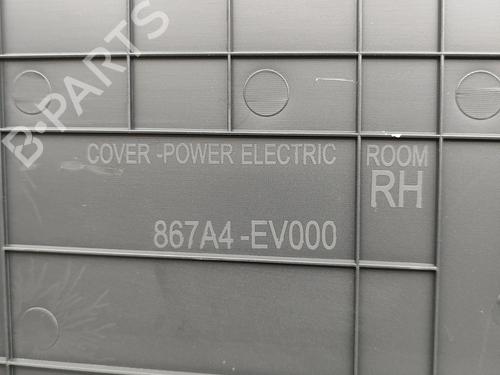 B-PARTS
COVER -POWER ELECTRIC
ROOM
RH
867A4 -EV000